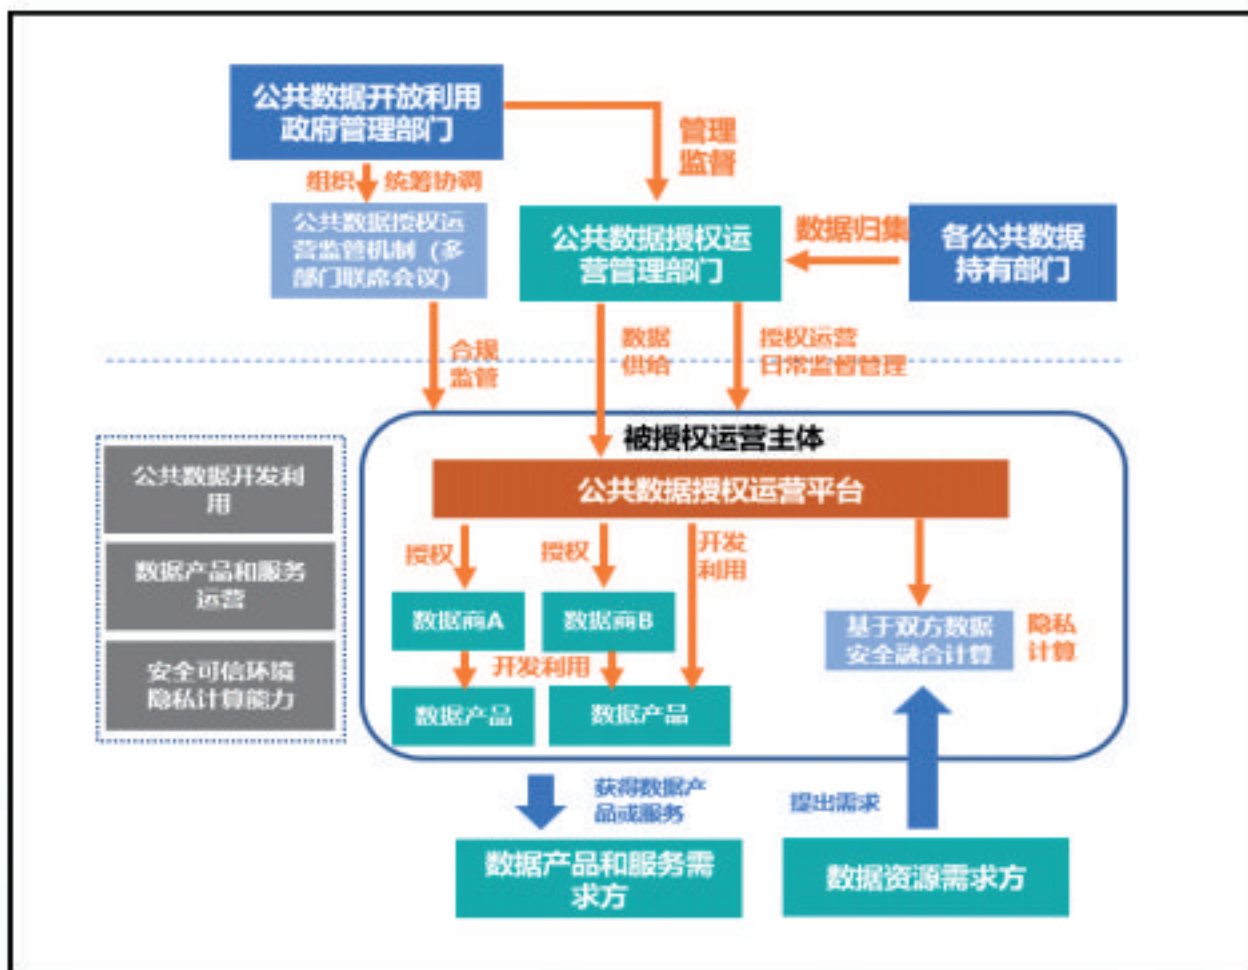 公共数据开放利用
政府管理部门
管理
监督
组织
统筹协调
公共数据授权运
营监管机制（多
部门联席会议）
公共数据授权运
营管理部门
数据归集
各公共数据
持有部门
合规
监管
数据
供给
授权运营
日常监督管理
被授权运营主体
公共数据授权运营平台
公共数据开发利
用
数据产品和服务
运营
安全可信环境
隐私计算能力
授权
授权
开发
利用
数据商A
数据商B
基于双方数据
安全融合计算
隐私
计算
开发利用
数据产品
数据产品
获得数据产
品或服务
提出需求
数据产品和服务需
求方
数据资源需求方